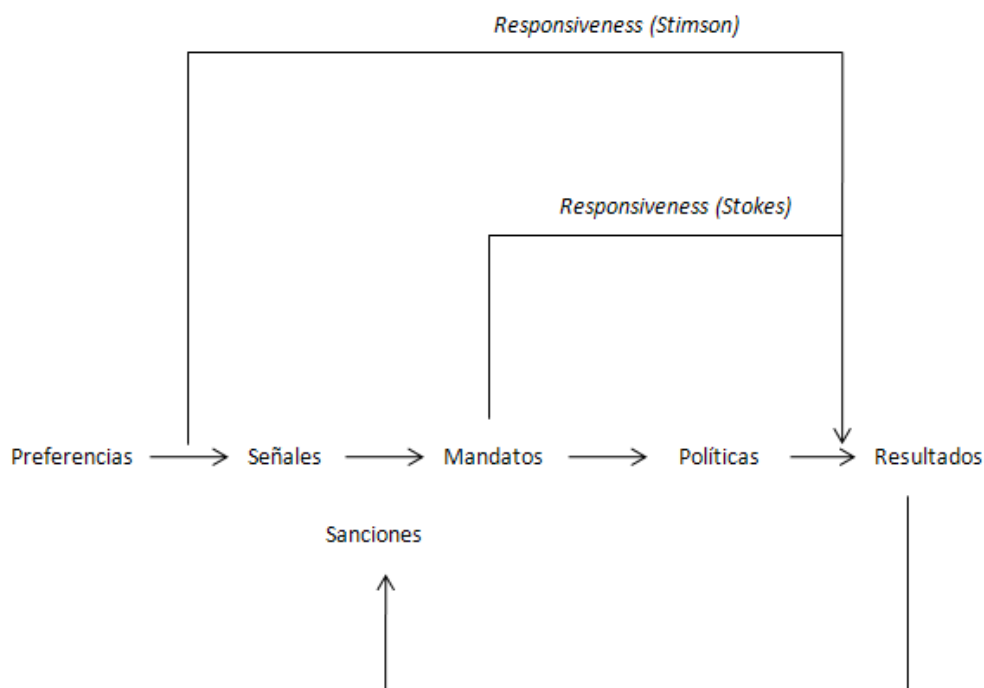 Responsiveness (Stimson)
Responsiveness (Stokes)
Preferencias Señales Mandatos Políticas Resultados
Sanciones